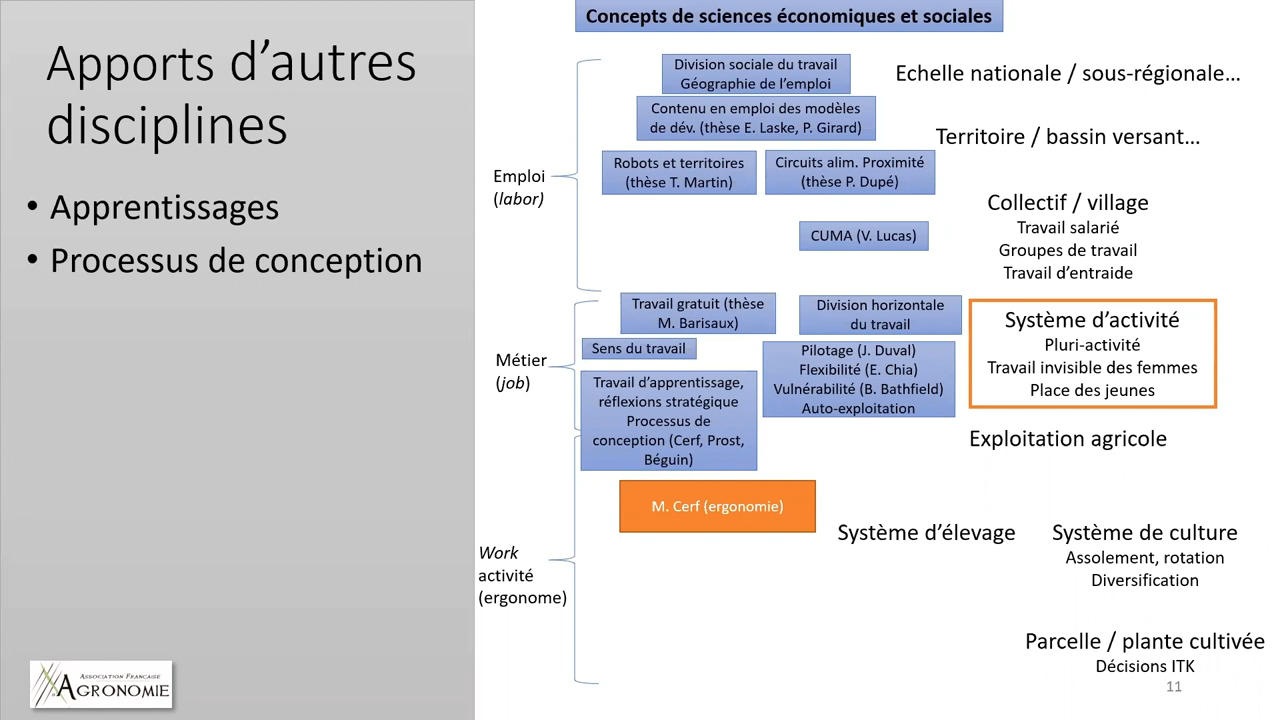 Apports d’autres
disciplines
• Apprentissages
• Processus de conception
Association Française
Agronomie
Concepts de sciences économiques et sociales
Emploi
(labor)
Division sociale du travail
Géographie de l’emploi
Contenu en emploi des modèles
de dév. (thèse E. Laske, P. Girard)
Robots et territoires
(thèse T. Martin)
Circuits alim. Proximité
(thèse P. Dupé)
CUMA (V. Lucas)
Echelle nationale / sous-régionale…
Territoire / bassin versant…
Collectif / village
Travail salarié
Groupes de travail
Travail d’entraide
Métier
(job)
Travail gratuit (thèse
M. Barisaux)
Division horizontale
du travail
Sens du travail
Pilotage (J. Duval)
Flexibilité (E. Chia)
Vulnérabilité (B. Bathfield)
Auto-exploitation
Travail d’apprentissage,
réflexions stratégique
Processus de
conception (Cerf, Prost,
Béguin)
Système d’activité
Pluri-activité
Travail invisible des femmes
Place des jeunes
Exploitation agricole
M. Cerf (ergonomie)
Work
activité
(ergonome)
Système d’élevage
Système de culture
Assolement, rotation
Diversification
Parcelle / plante cultivée
Décisions ITK
11